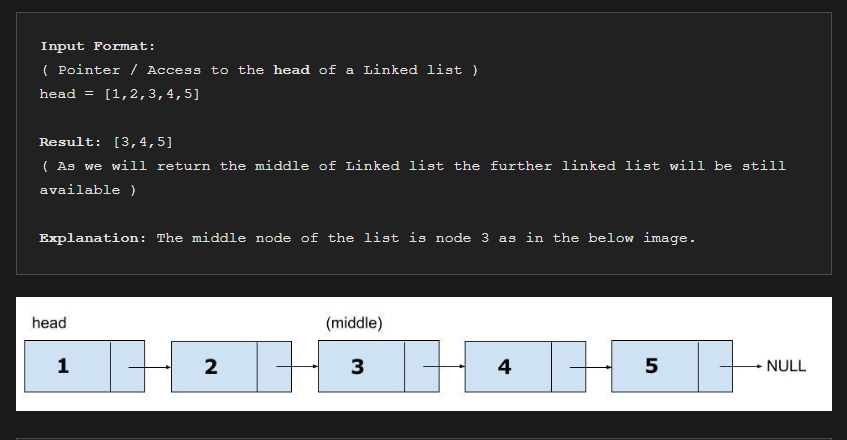 Input Format:
( Pointer / Access to the head of a Linked list )
head = [1,2,3,4,5]
Result: [3,4,5]
( As we will return the middle of Linked list the further linked list will be still
available )
Explanation: The middle node of the list is node 3 as in the below image.
head (middle)
1 2 3 4 5 NULL